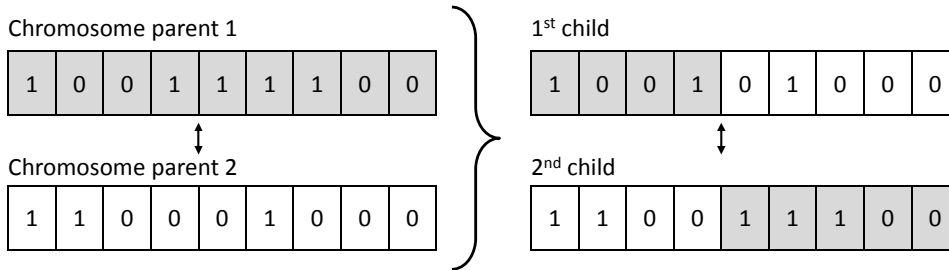 Chromosome parent 1
1 0 0 1 1 1 1 0 0
Chromosome parent 2
1 1 0 0 0 1 0 0 0
1st child
1 0 0 1 0 1 0 0 0
2nd child
1 1 0 0 1 1 1 0 0